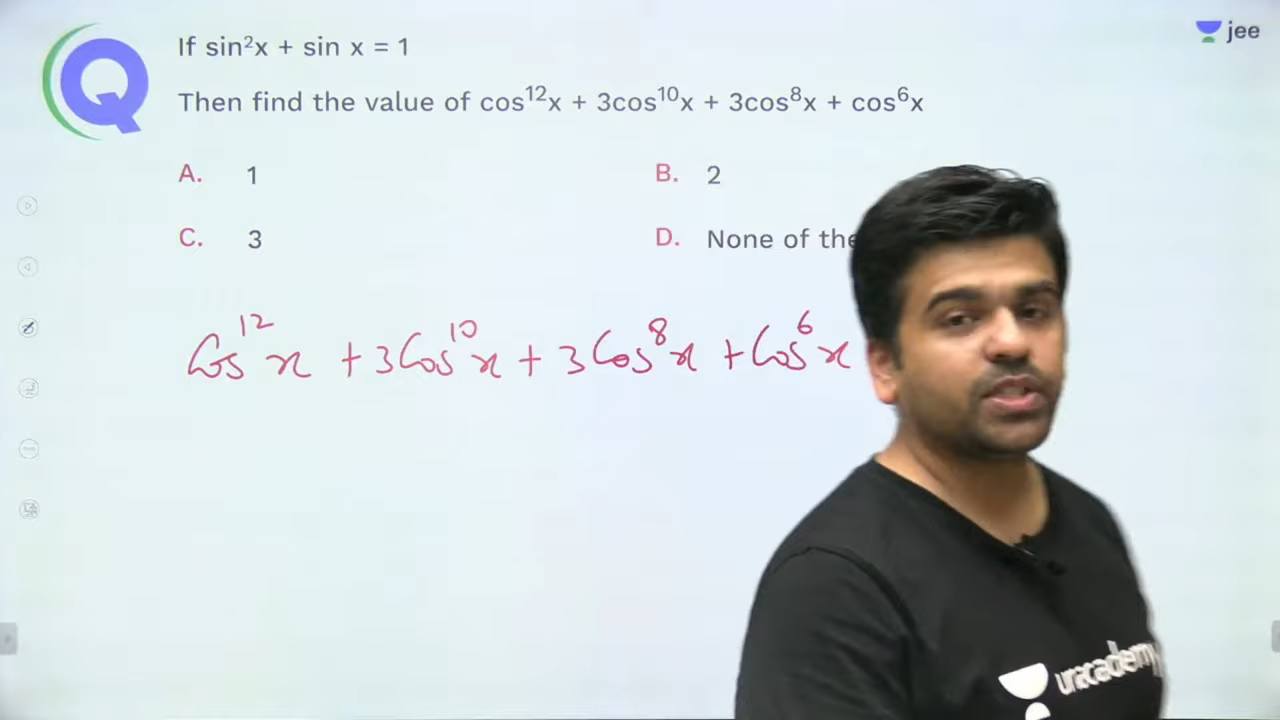 If sin²x + sin x = 1
Then find the value of cos¹²x + 3cos¹⁰x + 3cos⁸x + cos⁶x
A. 1
B. 2
C. 3
D. None of the
cos¹²x + 3cos¹⁰x + 3cos⁸x + cos⁶x
jee
unacademy
Q